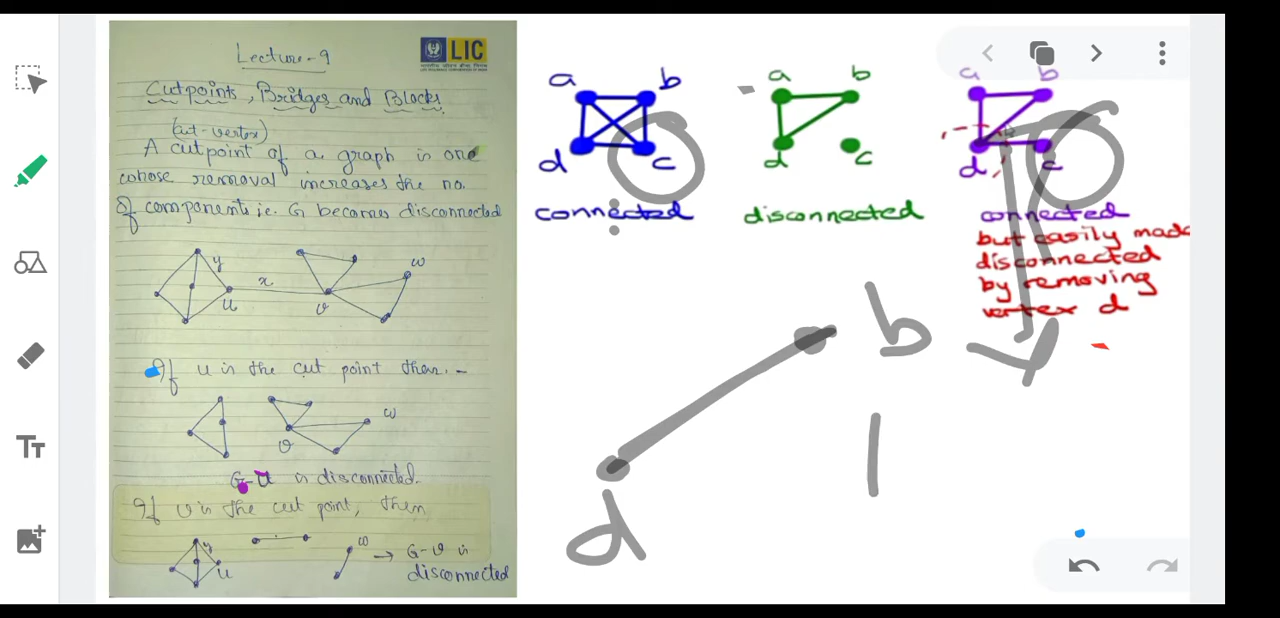 Lecture-9
LIC
Cutpoints, Bridges and Blocks
(cut-vertex)
A cutpoint of a graph is one
whose removal increases the no.
of components i.e. G becomes disconnected
y
x
u
v
w
If u is the cut point then:-
w
v
G-u is disconnected.
If v is the cut point, then
y
u
w
→ G-v is
disconnected
a b
d c
connected
a b
d c
disconnected
a b
d c
connected
but easily made
disconnected
by removing
vertex d
b
d